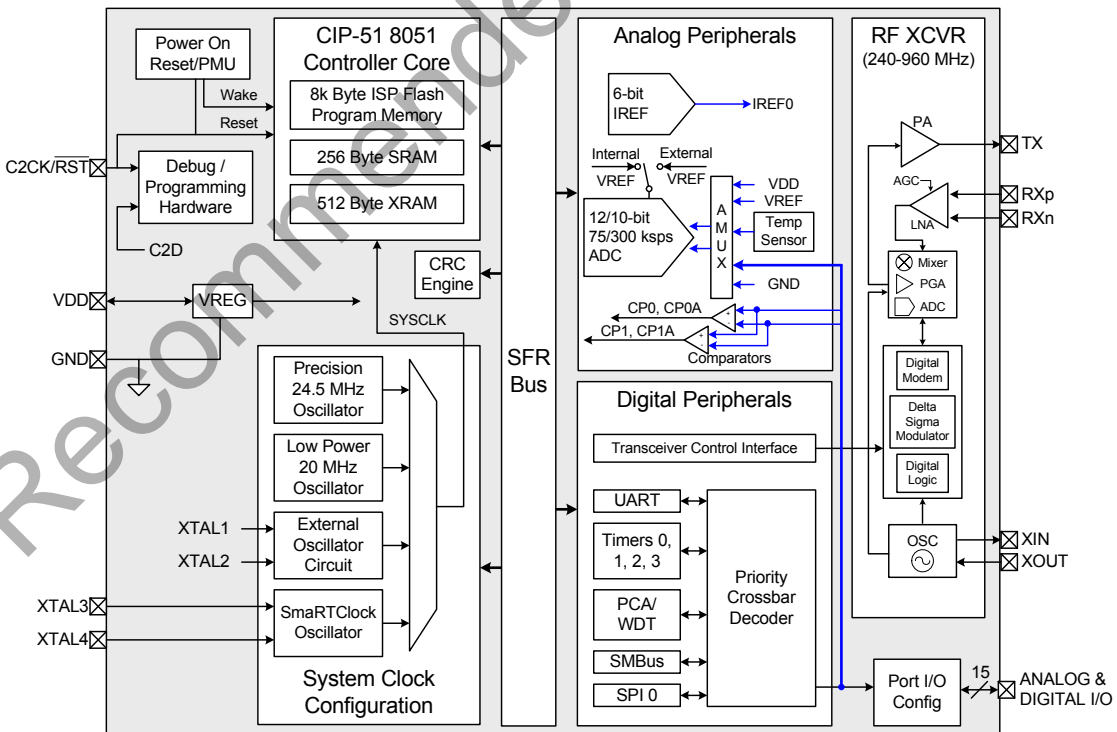 Recommende
Power On
Reset/PMU
Wake
Reset
C2CK/RST
Debug /
Programming
Hardware
C2D
VDD
VREG
GND
CIP-51 8051
Controller Core
8k Byte ISP Flash
Program Memory
256 Byte SRAM
512 Byte XRAM
CRC
Engine
SYSCLK
Precision
24.5 MHz
Oscillator
Low Power
20 MHz
Oscillator
XTAL1
XTAL2
External
Oscillator
Circuit
XTAL3
XTAL4
SmaRTClock
Oscillator
System Clock
Configuration
SFR
Bus
Analog Peripherals
6-bit
IREF
IREF0
Internal
VREF
External
VREF
12/10-bit
75/300 ksps
ADC
A
M
U
X
VDD
VREF
Temp
Sensor
GND
CP0, CP0A
+
-
CP1, CP1A
+
-
Comparators
Digital Peripherals
Transceiver Control Interface
UART
Timers 0,
1, 2, 3
PCA/
WDT
SMBus
SPI 0
Priority
Crossbar
Decoder
RF XCVR
(240-960 MHz)
PA
TX
AGC
LNA
RXp
RXn
Mixer
PGA
ADC
Digital
Modem
Delta
Sigma
Modulator
Digital
Logic
OSC
XIN
XOUT
Port I/O
Config
15
ANALOG &
DIGITAL I/O